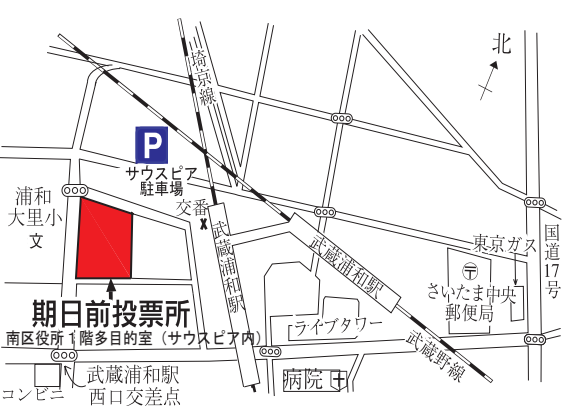 北
埼京線
P
サウスピア
駐車場
浦和
大里小
文
交番
武蔵浦和駅
武蔵浦和駅
国道17号
東京ガス
〒
さいたま中央
郵便局
期日前投票所
南区役所1階多目的室(サウスピア内)
ライブタワー
武蔵野線
コンビニ
武蔵浦和駅
西口交差点
病院